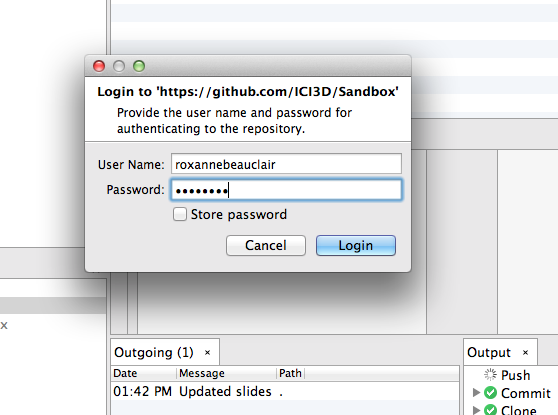 Login to 'https://github.com/ICI3D/Sandbox'
Provide the user name and password for
authenticating to the repository.
User Name: roxannebeauclair
Password: ••••••••
Store password
Cancel Login
x
Outgoing (1) × Output ×
Date Message Path
01:42 PM Updated slides .
Push
Commit
Clone